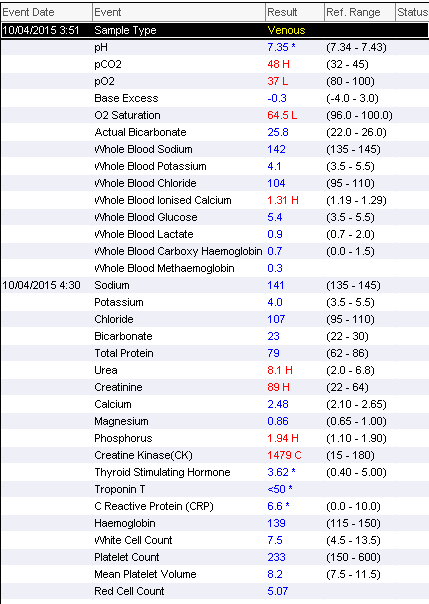 Event Date Event Result Ref. Range Status
10/04/2015 3:51 Sample Type Venous
pH 7.35 * (7.34 - 7.43)
pCO2 48 H (32 - 45)
pO2 37 L (80 - 100)
Base Excess -0.3 (-4.0 - 3.0)
O2 Saturation 64.5 L (96.0 - 100.0)
Actual Bicarbonate 25.8 (22.0 - 26.0)
Whole Blood Sodium 142 (135 - 145)
Whole Blood Potassium 4.1 (3.5 - 5.5)
Whole Blood Chloride 104 (95 - 110)
Whole Blood Ionised Calcium 1.31 H (1.19 - 1.29)
Whole Blood Glucose 5.4 (3.5 - 5.5)
Whole Blood Lactate 0.9 (0.7 - 2.0)
Whole Blood Carboxy Haemoglobin 0.7 (0.0 - 1.5)
Whole Blood Methaemoglobin 0.3
10/04/2015 4:30 Sodium 141 (135 - 145)
Potassium 4.0 (3.5 - 5.5)
Chloride 107 (95 - 110)
Bicarbonate 23 (22 - 30)
Total Protein 79 (62 - 86)
Urea 8.1 H (2.0 - 6.8)
Creatinine 89 H (22 - 64)
Calcium 2.48 (2.10 - 2.65)
Magnesium 0.86 (0.65 - 1.00)
Phosphorus 1.94 H (1.10 - 1.90)
Creatine Kinase(CK) 1479 C (15 - 180)
Thyroid Stimulating Hormone 3.62 * (0.40 - 5.00)
Troponin T <50 *
C Reactive Protein (CRP) 6.6 * (0.0 - 10.0)
Haemoglobin 139 (115 - 150)
White Cell Count 7.5 (4.5 - 13.5)
Platelet Count 233 (150 - 600)
Mean Platelet Volume 8.2 (7.5 - 11.5)
Red Cell Count 5.07